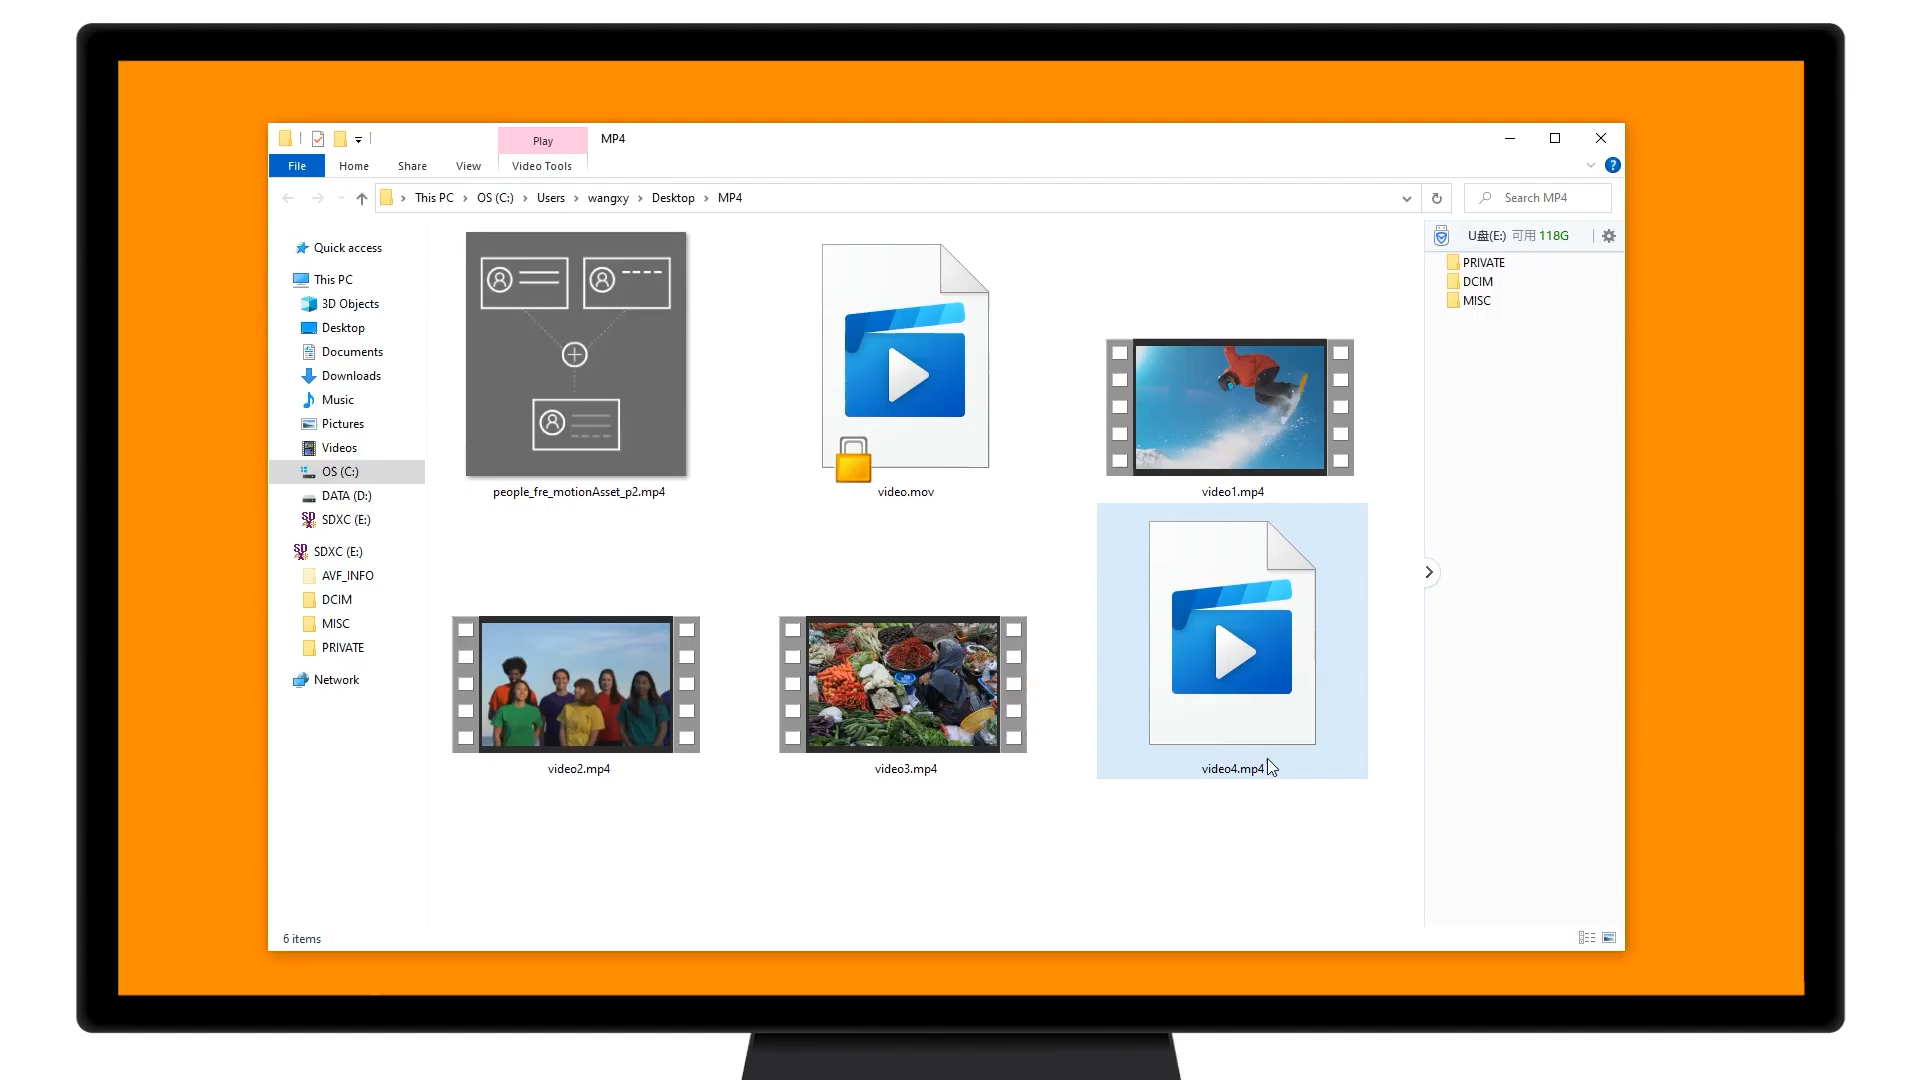 Play
MP4
File
Home
Share
View
Video Tools
This PC
OS (C:)
Users
wangxy
Desktop
MP4
Search MP4
Quick access
This PC
3D Objects
Desktop
Documents
Downloads
Music
Pictures
Videos
OS (C:)
DATA (D:)
SDXC (E:)
SDXC (E:)
AVF_INFO
DCIM
MISC
PRIVATE
Network
people_fre_motionAsset_p2.mp4
video.mov
video1.mp4
video2.mp4
video3.mp4
video4.mp4
U盘(E:) 可用 118G
PRIVATE
DCIM
MISC
6 items